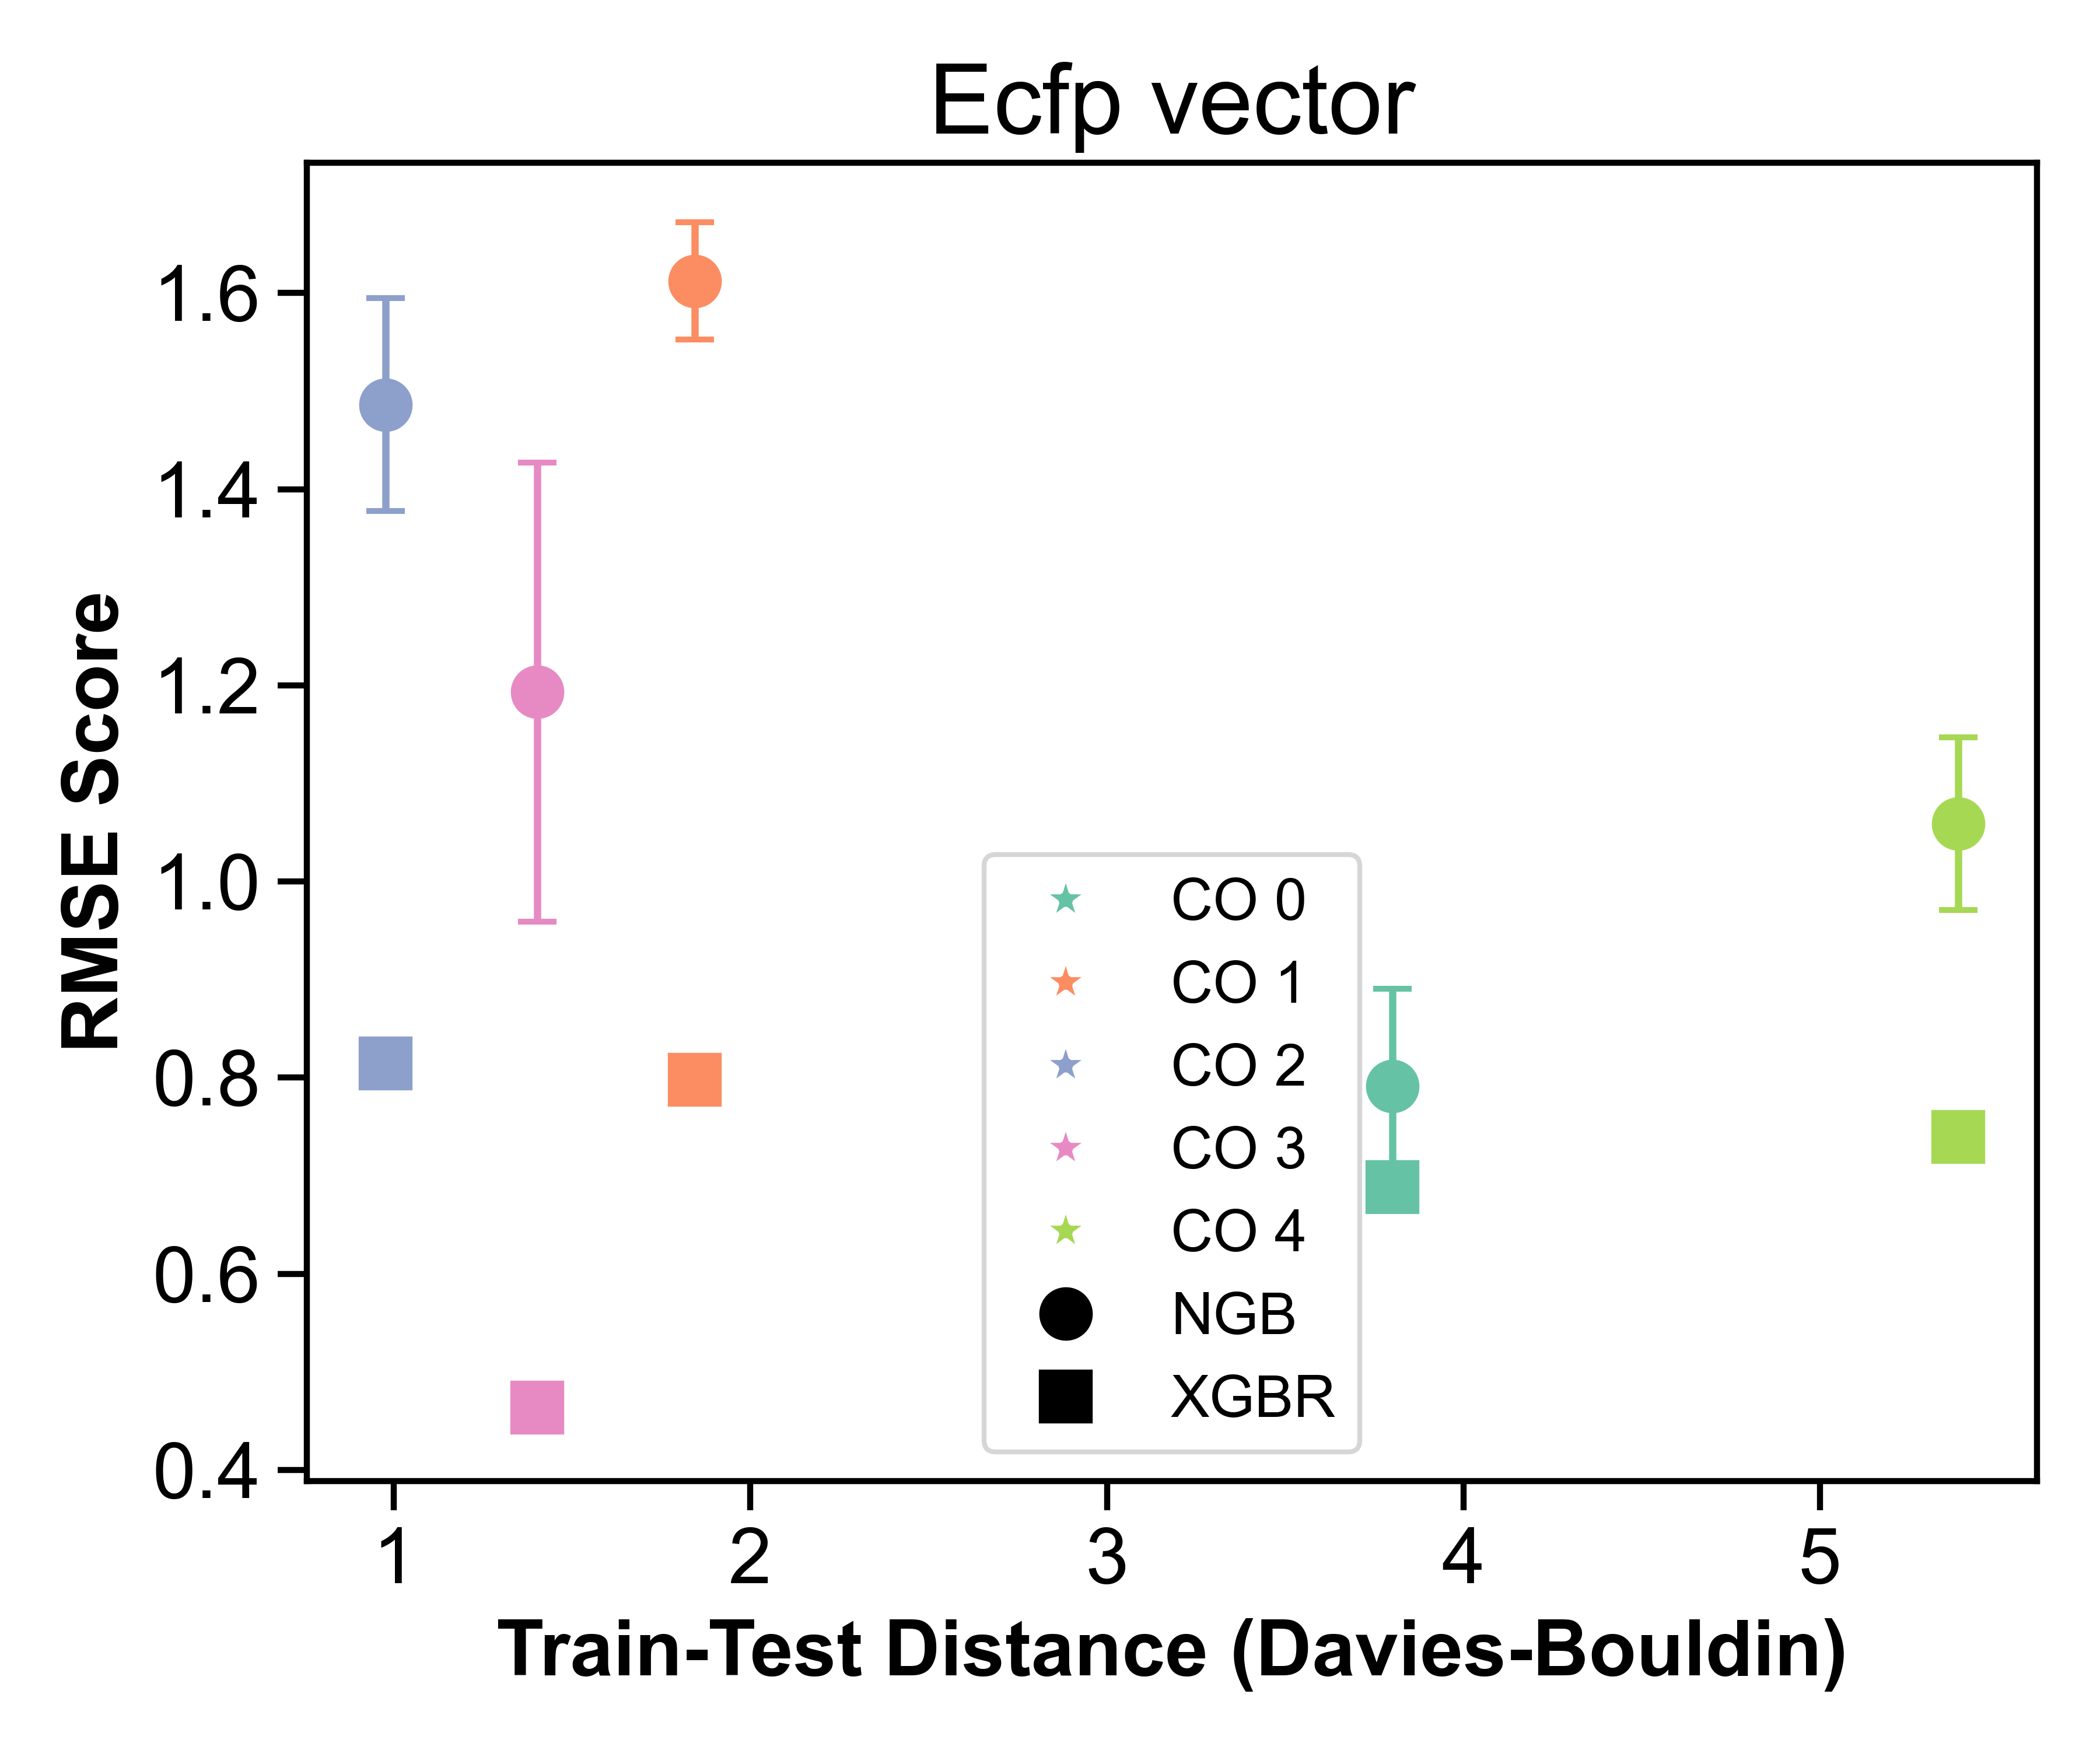 Ecfp vector
RMSE Score
1.6
1.4
1.2
1.0
0.8
0.6
0.4
CO 0
CO 1
CO 2
CO 3
CO 4
NGB
XGBR
1 2 3 4 5
Train-Test Distance (Davies-Bouldin)